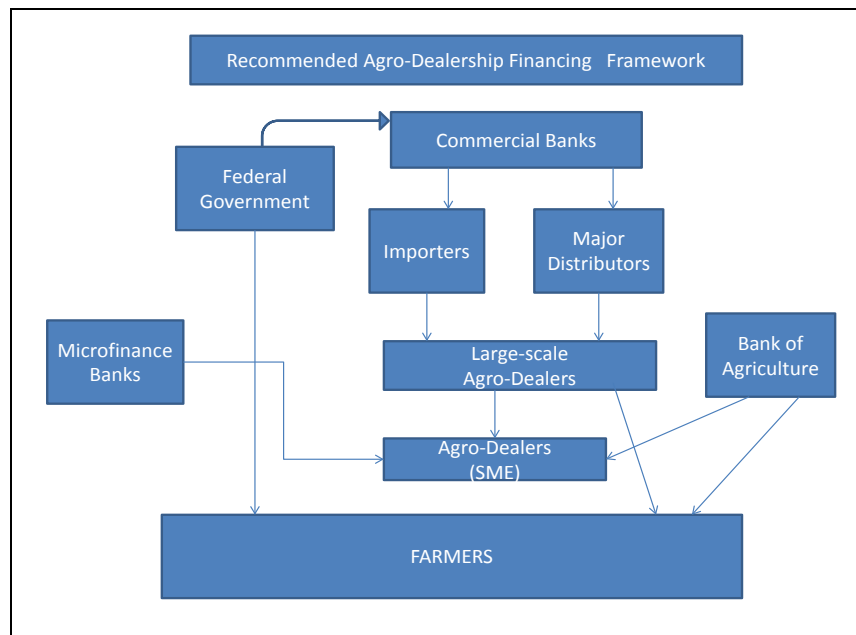 Recommended Agro-Dealership Financing Framework
Commercial Banks
Federal
Government
Importers
Major
Distributors
Microfinance
Banks
Large-scale
Agro-Dealers
Bank of
Agriculture
Agro-Dealers
(SME)
FARMERS